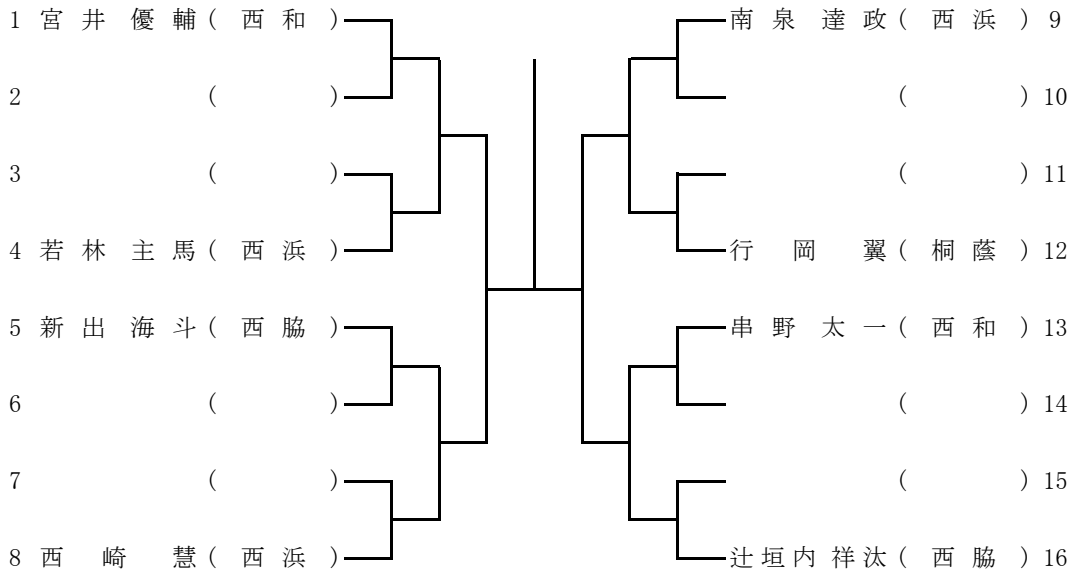 1 宮井 優輔 ( 西和 )
2 ( )
3 ( )
4 若林 主馬 ( 西浜 )
5 新出 海斗 ( 西脇 )
6 ( )
7 ( )
8 西崎 慧 ( 西浜 )
南泉 達政 ( 西浜 ) 9
( ) 10
( ) 11
行岡 翼 ( 桐蔭 ) 12
串野 太一 ( 西和 ) 13
( ) 14
( ) 15
辻垣内祥汰 ( 西脇 ) 16